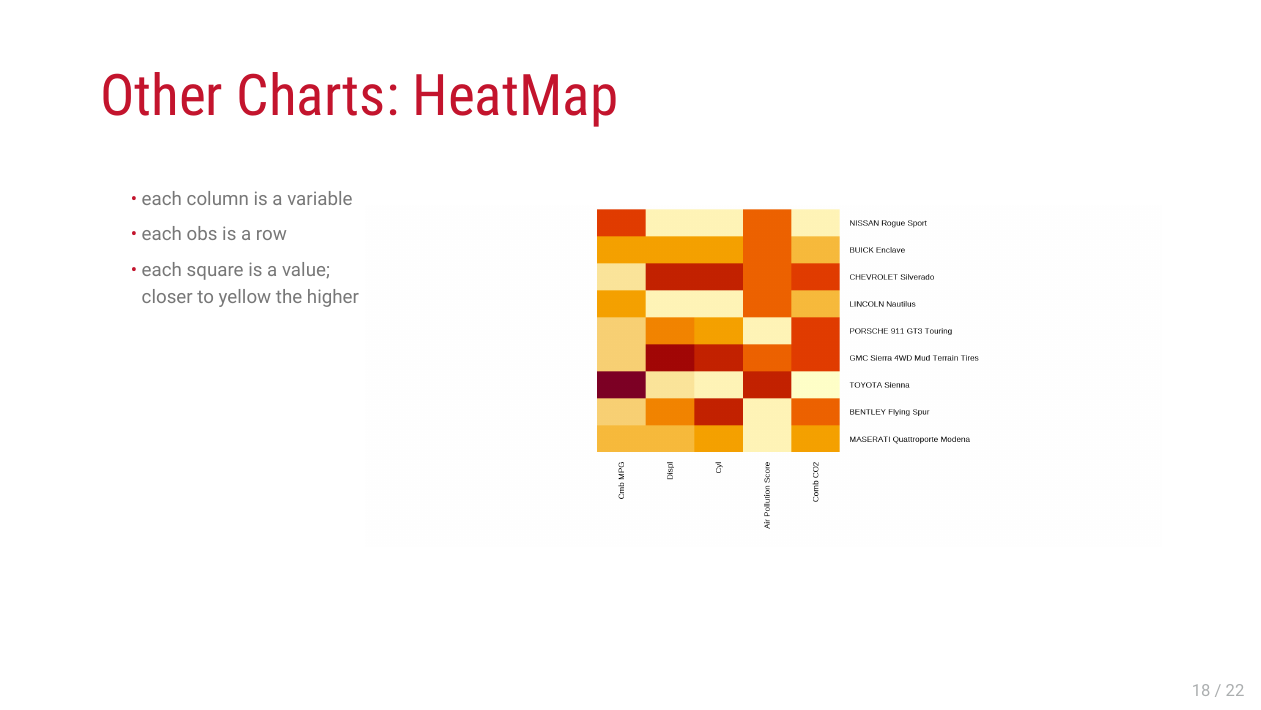 Other Charts: HeatMap
• each column is a variable
• each obs is a row
• each square is a value;
closer to yellow the higher
NISSAN Rogue Sport
BUICK Enclave
CHEVROLET Silverado
LINCOLN Nautilus
PORSCHE 911 GT3 Touring
GMC Sierra 4WD Mud Terrain Tires
TOYOTA Sienna
BENTLEY Flying Spur
MASERATI Quattroporte Modena
Cmb MPG
Displ
Cyl
Air Pollution Score
Comb CO2
18 / 22